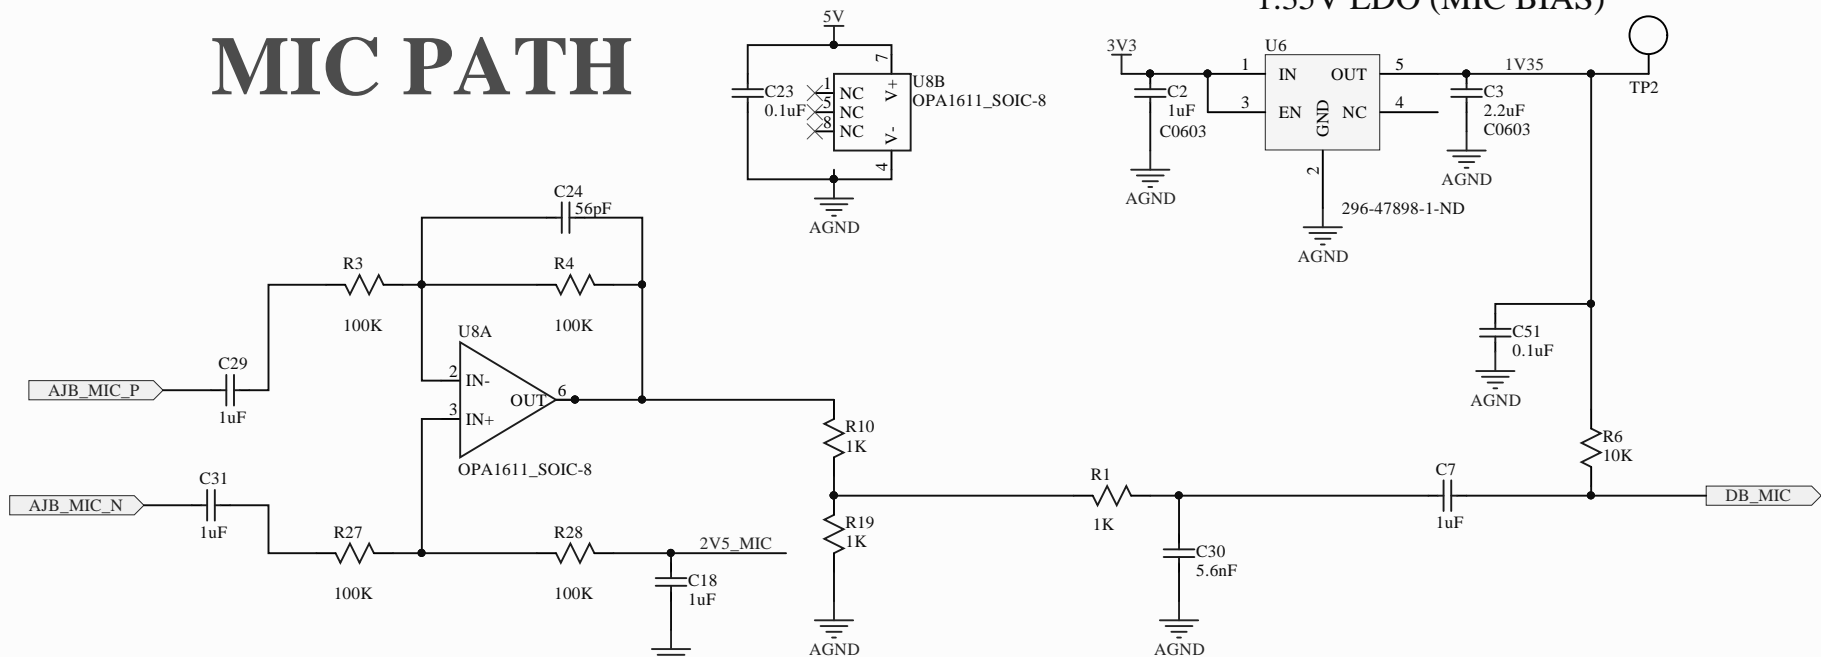 1.35V LDO (MIC BIAS)
MIC PATH
5V
C23
0.1uF
1
NC
5
NC
8
NC
7
V+
V-
4
U8B
OPA1611_SOIC-8
AGND
3V3
C2
1uF
C0603
AGND
U6
1
IN
3
EN
GND
2
OUT
5
NC
4
296-47898-1-ND
AGND
1V35
C3
2.2uF
C0603
AGND
TP2
C24
56pF
R3
100K
R4
100K
U8A
2
IN-
3
IN+
OUT
6
OPA1611_SOIC-8
AJB_MIC_P
C29
1uF
AJB_MIC_N
C31
1uF
R27
100K
R28
100K
2V5_MIC
C18
1uF
R10
1K
R19
1K
AGND
R1
1K
C30
5.6nF
AGND
C7
1uF
C51
0.1uF
AGND
R6
10K
DB_MIC